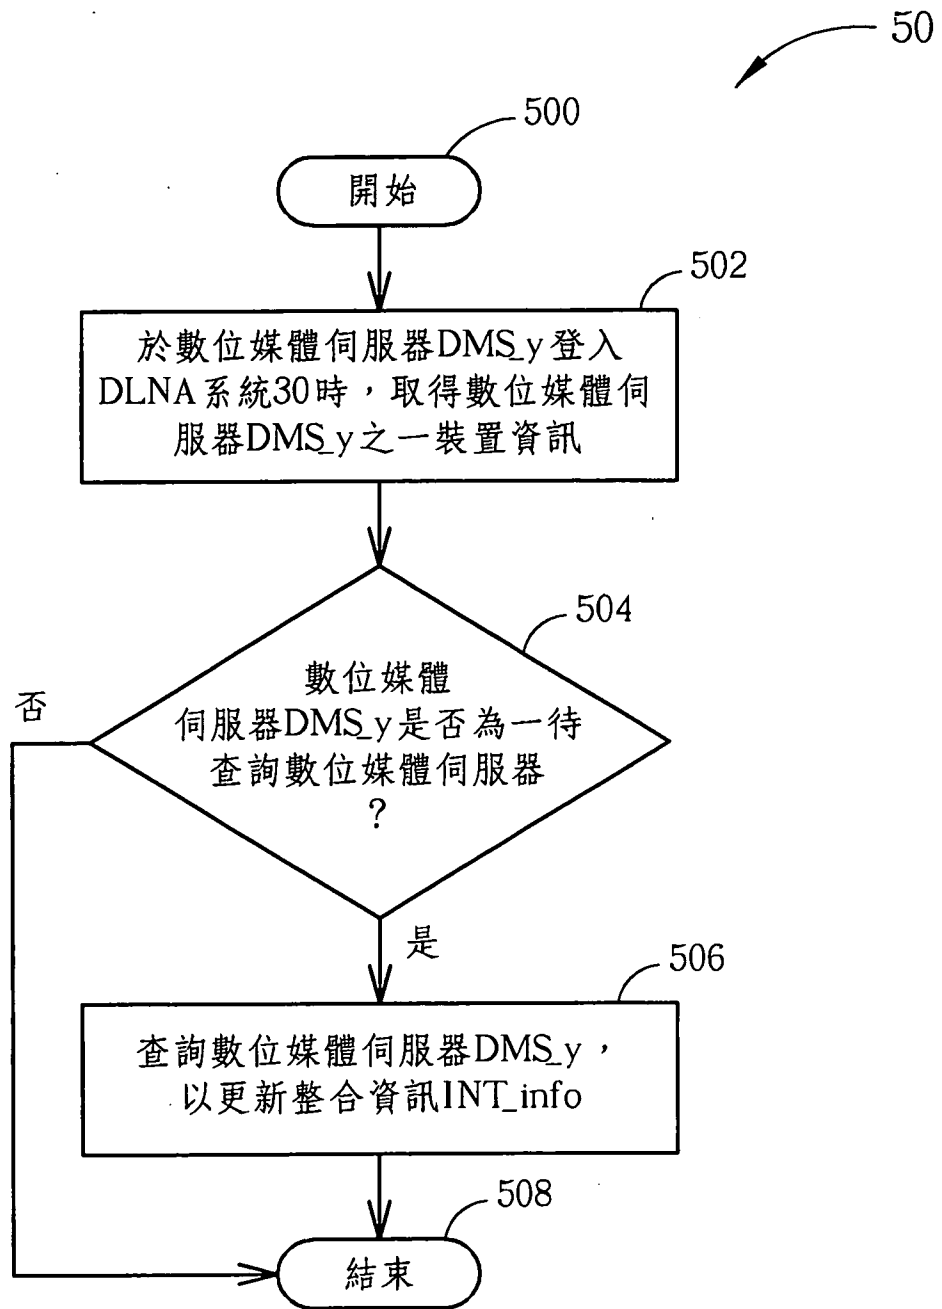 50
500
開始
502
於數位媒體伺服器DMS_y登入
DLNA系統30時，取得數位媒體伺
服器DMS_y之一裝置資訊
504
數位媒體
伺服器DMS_y是否為一待
查詢數位媒體伺服器
？
否
是
506
查詢數位媒體伺服器DMS_y，
以更新整合資訊INT_info
508
結束